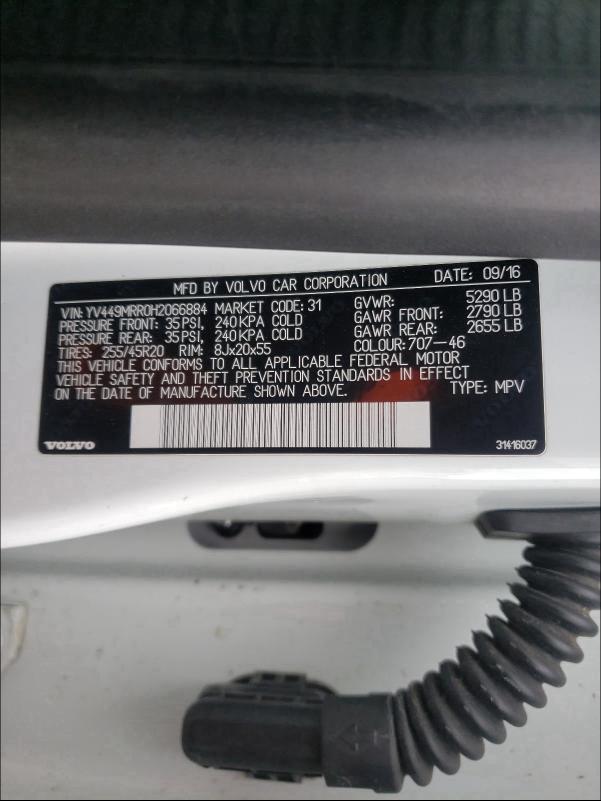 MFD BY VOLVO CAR CORPORATION DATE: 09/16
VIN: YV449MRR0H2066884 MARKET CODE: 31 GVWR: 5290 LB
PRESSURE FRONT: 35 PSI, 240 KPA COLD GAWR FRONT: 2790 LB
PRESSURE REAR: 35 PSI, 240 KPA COLD GAWR REAR: 2655 LB
TIRES: 255/45R20 RIM: 8Jx20x55 COLOUR: 707-46
THIS VEHICLE CONFORMS TO ALL APPLICABLE FEDERAL MOTOR
VEHICLE SAFETY AND THEFT PREVENTION STANDARDS IN EFFECT
ON THE DATE OF MANUFACTURE SHOWN ABOVE. TYPE: MPV
VOLVO 31416037